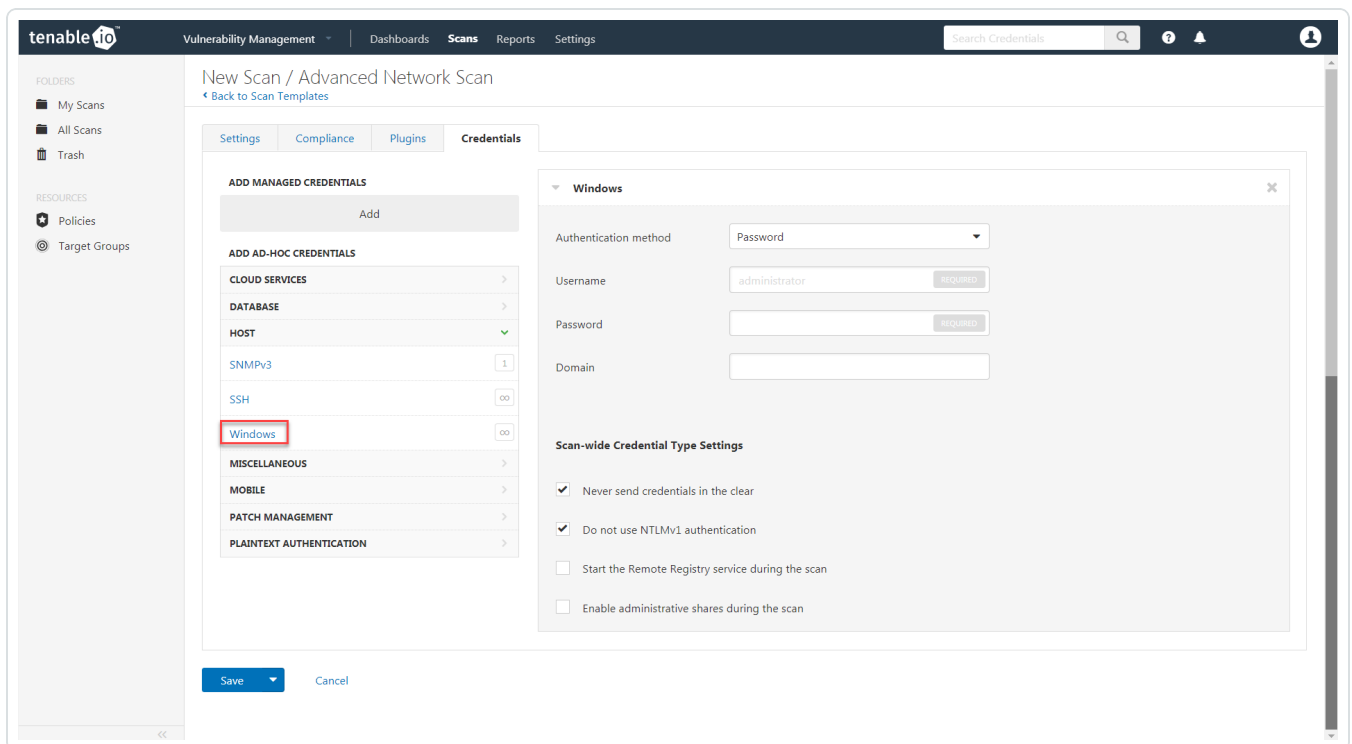 tenable.io™
Vulnerability Management
Dashboards
Scans
Reports
Settings
Search Credentials
FOLDERS
My Scans
All Scans
Trash
RESOURCES
Policies
Target Groups
New Scan / Advanced Network Scan
Back to Scan Templates
Settings
Compliance
Plugins
Credentials
ADD MANAGED CREDENTIALS
Add
ADD AD-HOC CREDENTIALS
CLOUD SERVICES
DATABASE
HOST
SNMPv3
1
SSH
∞
Windows
∞
MISCELLANEOUS
MOBILE
PATCH MANAGEMENT
PLAINTEXT AUTHENTICATION
Windows
Authentication method
Password
Username
administrator
REQUIRED
Password
REQUIRED
Domain
Scan-wide Credential Type Settings
Never send credentials in the clear
Do not use NTLMv1 authentication
Start the Remote Registry service during the scan
Enable administrative shares during the scan
Save
Cancel